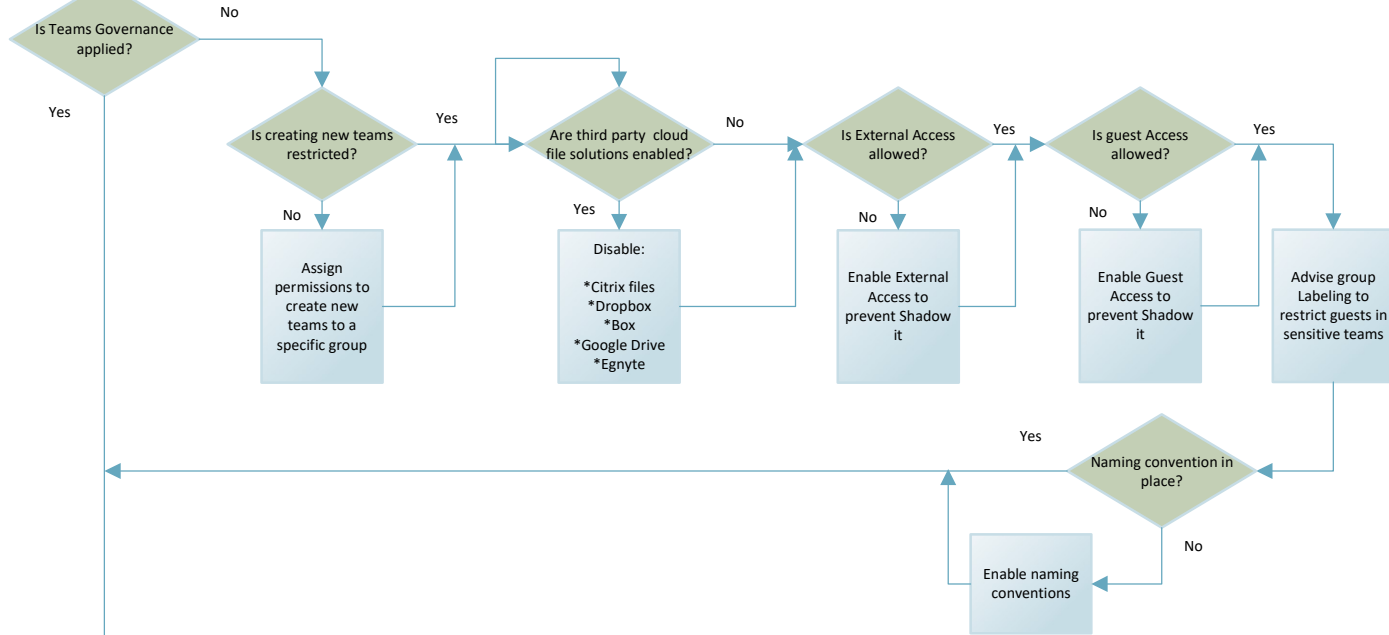 No
Is Teams Governance
applied?
Yes
Is creating new teams
restricted?
Yes
Are third party cloud
file solutions enabled?
No
Is External Access
allowed?
Yes
Is guest Access
allowed?
Yes
No
Assign
permissions to
create new
teams to a
specific group
Yes
Disable:
*Citrix files
*Dropbox
*Box
*Google Drive
*Egnyte
No
Enable External
Access to
prevent Shadow
it
No
Enable Guest
Access to
prevent Shadow
it
Advise group
Labeling to
restrict guests in
sensitive teams
Yes
Naming convention in
place?
No
Enable naming
conventions